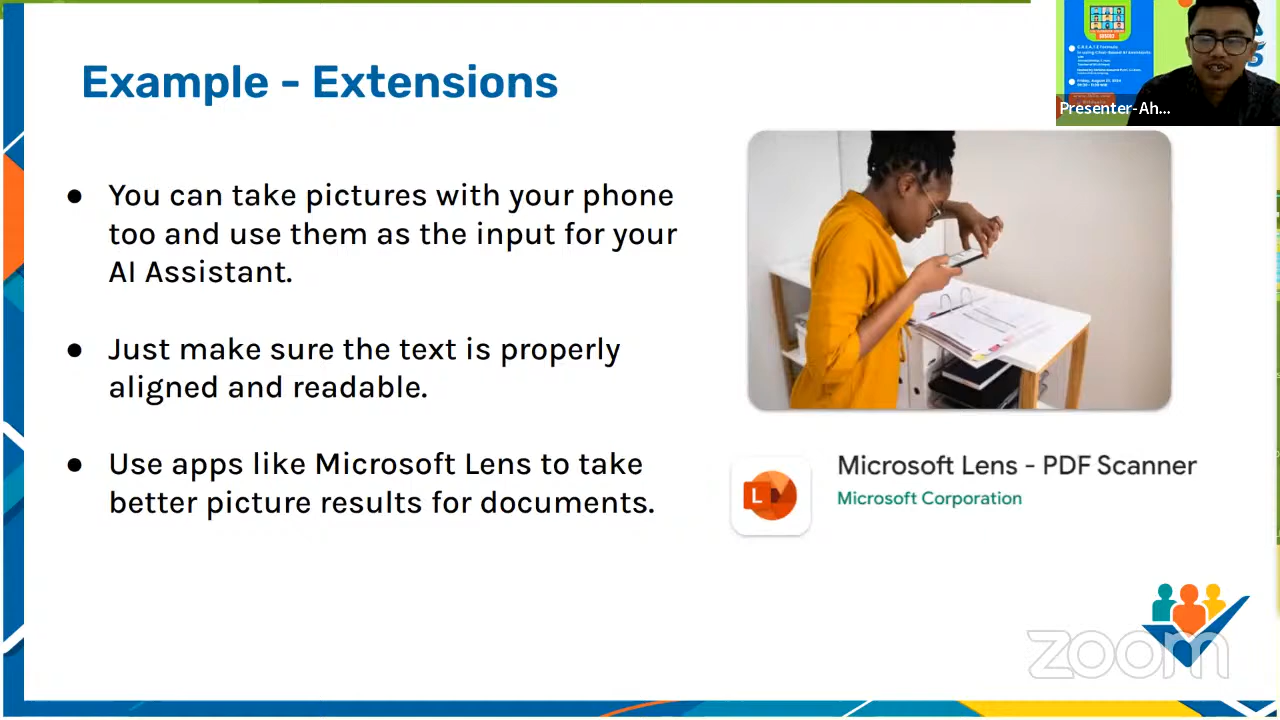 Example - Extensions
● You can take pictures with your phone
too and use them as the input for your
AI Assistant.
● Just make sure the text is properly
aligned and readable.
● Use apps like Microsoft Lens to take
better picture results for documents.
Presenter-Ah...
L
Microsoft Lens - PDF Scanner
Microsoft Corporation
zoom